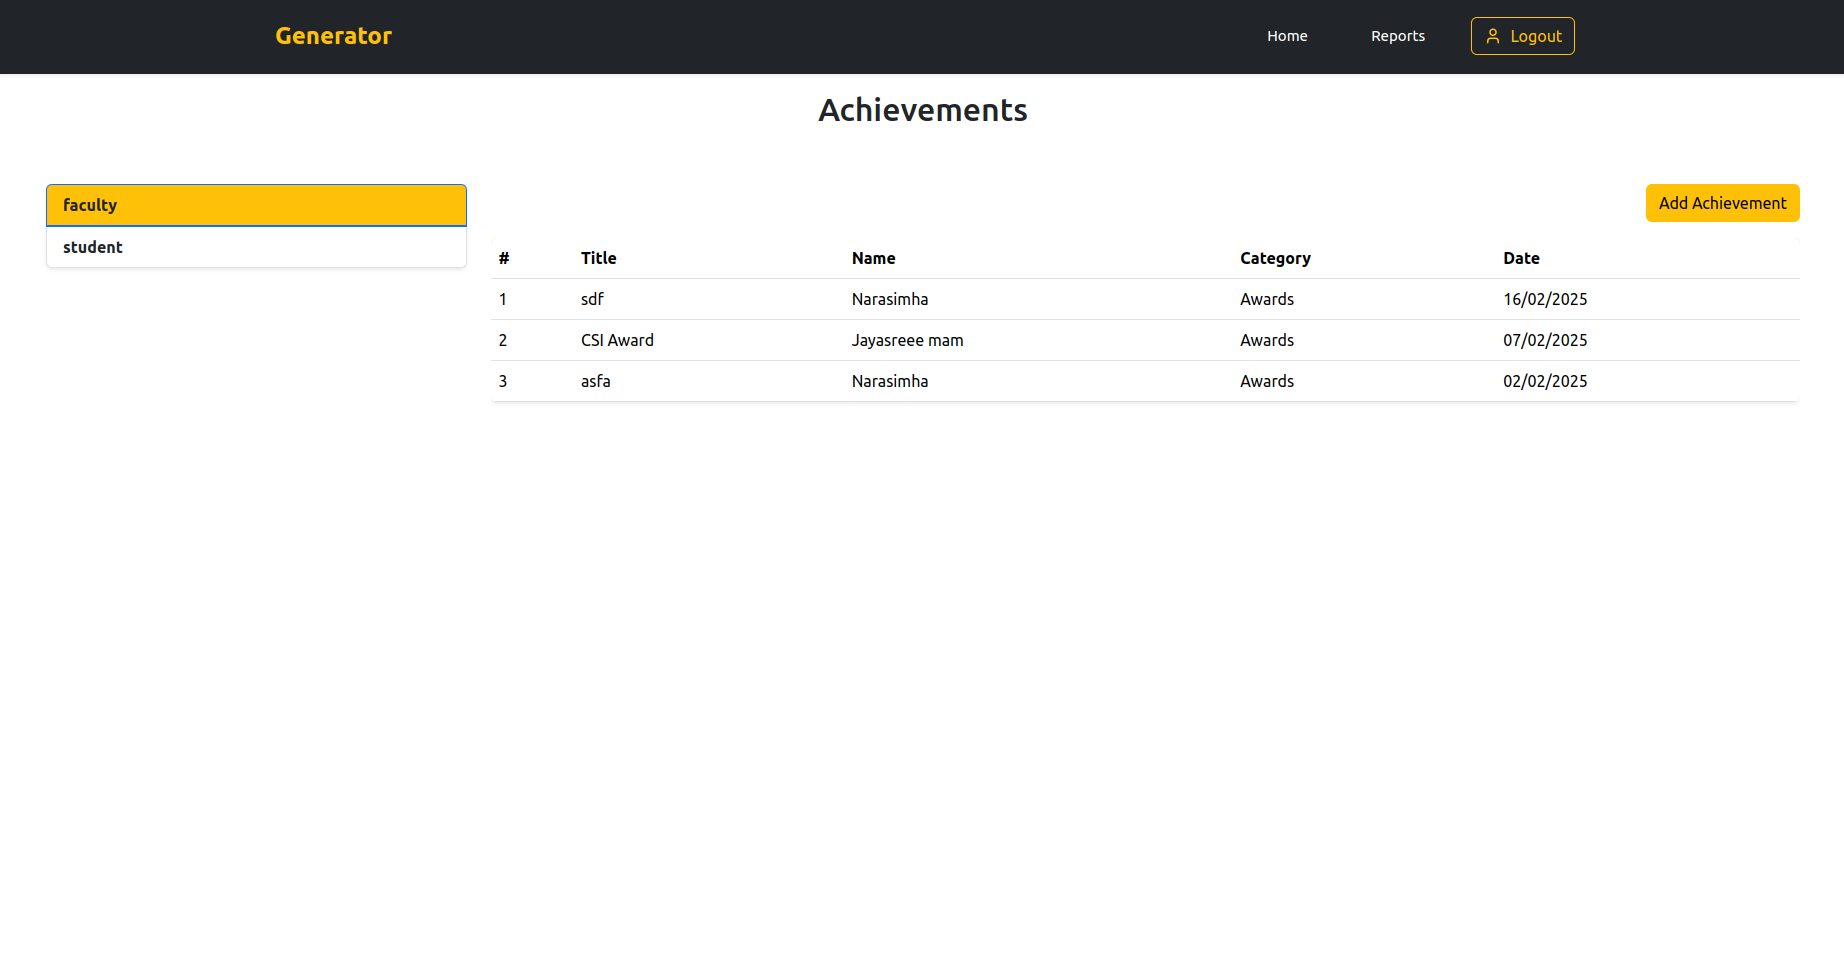 Generator Home Reports Logout
Achievements
faculty
student
Add Achievement
# Title Name Category Date
1 sdf Narasimha Awards 16/02/2025
2 CSI Award Jayasreee mam Awards 07/02/2025
3 asfa Narasimha Awards 02/02/2025